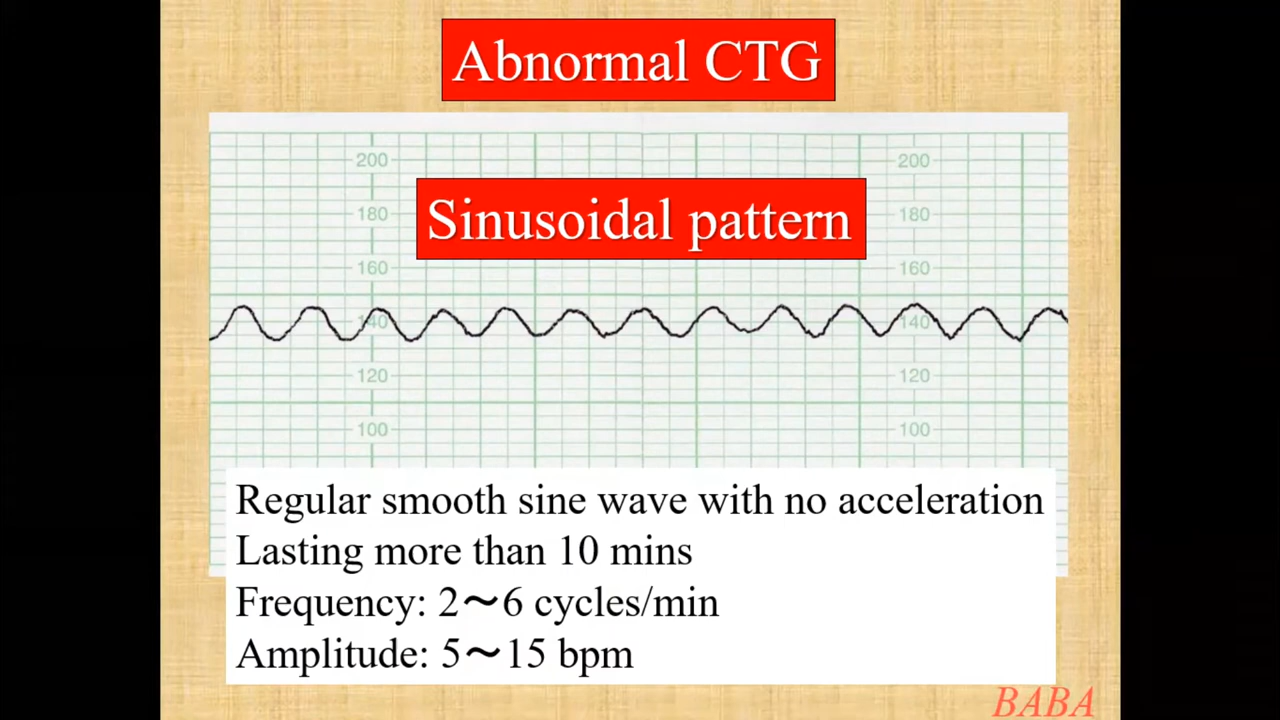 Abnormal CTG
200 200
Sinusoidal pattern
180 180
160 160
140 140
120 120
100 100
Regular smooth sine wave with no acceleration
Lasting more than 10 mins
Frequency: 2〜6 cycles/min
Amplitude: 5〜15 bpm
BABA